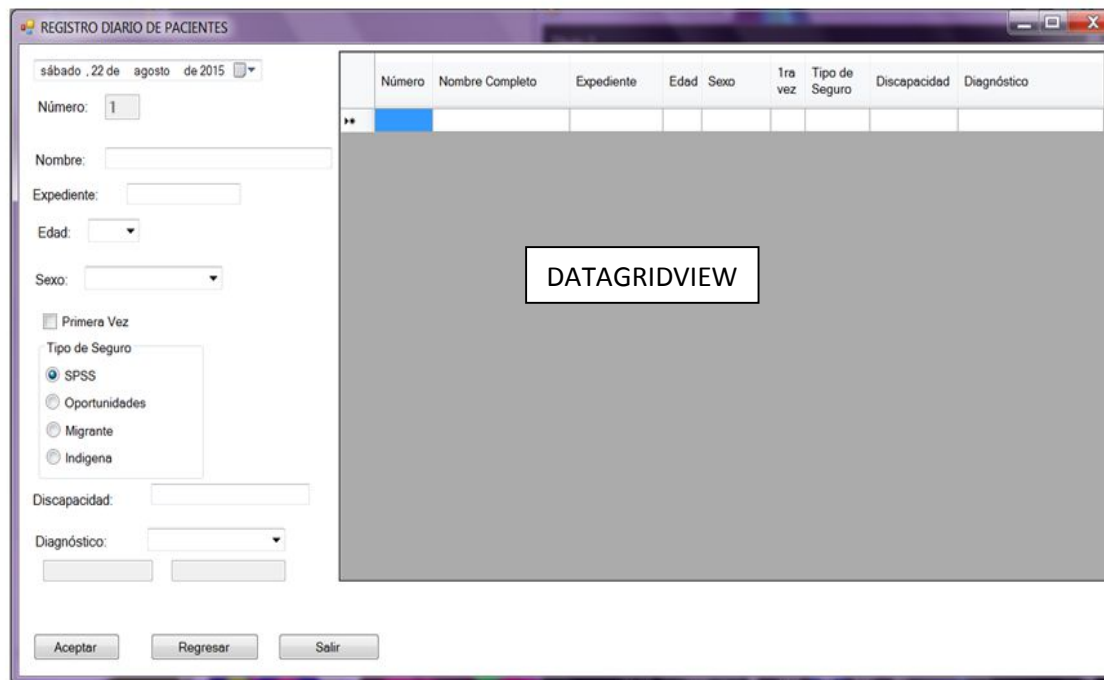 REGISTRO DIARIO DE PACIENTES
sábado , 22 de agosto de 2015
Número: 1
Nombre:
Expediente:
Edad:
Sexo:
Primera Vez
Tipo de Seguro
SPSS
Oportunidades
Migrante
Indigena
Discapacidad:
Diagnóstico:
Aceptar Regresar Salir
Número Nombre Completo Expediente Edad Sexo 1ra vez Tipo de Seguro Discapacidad Diagnóstico
DATAGRIDVIEW